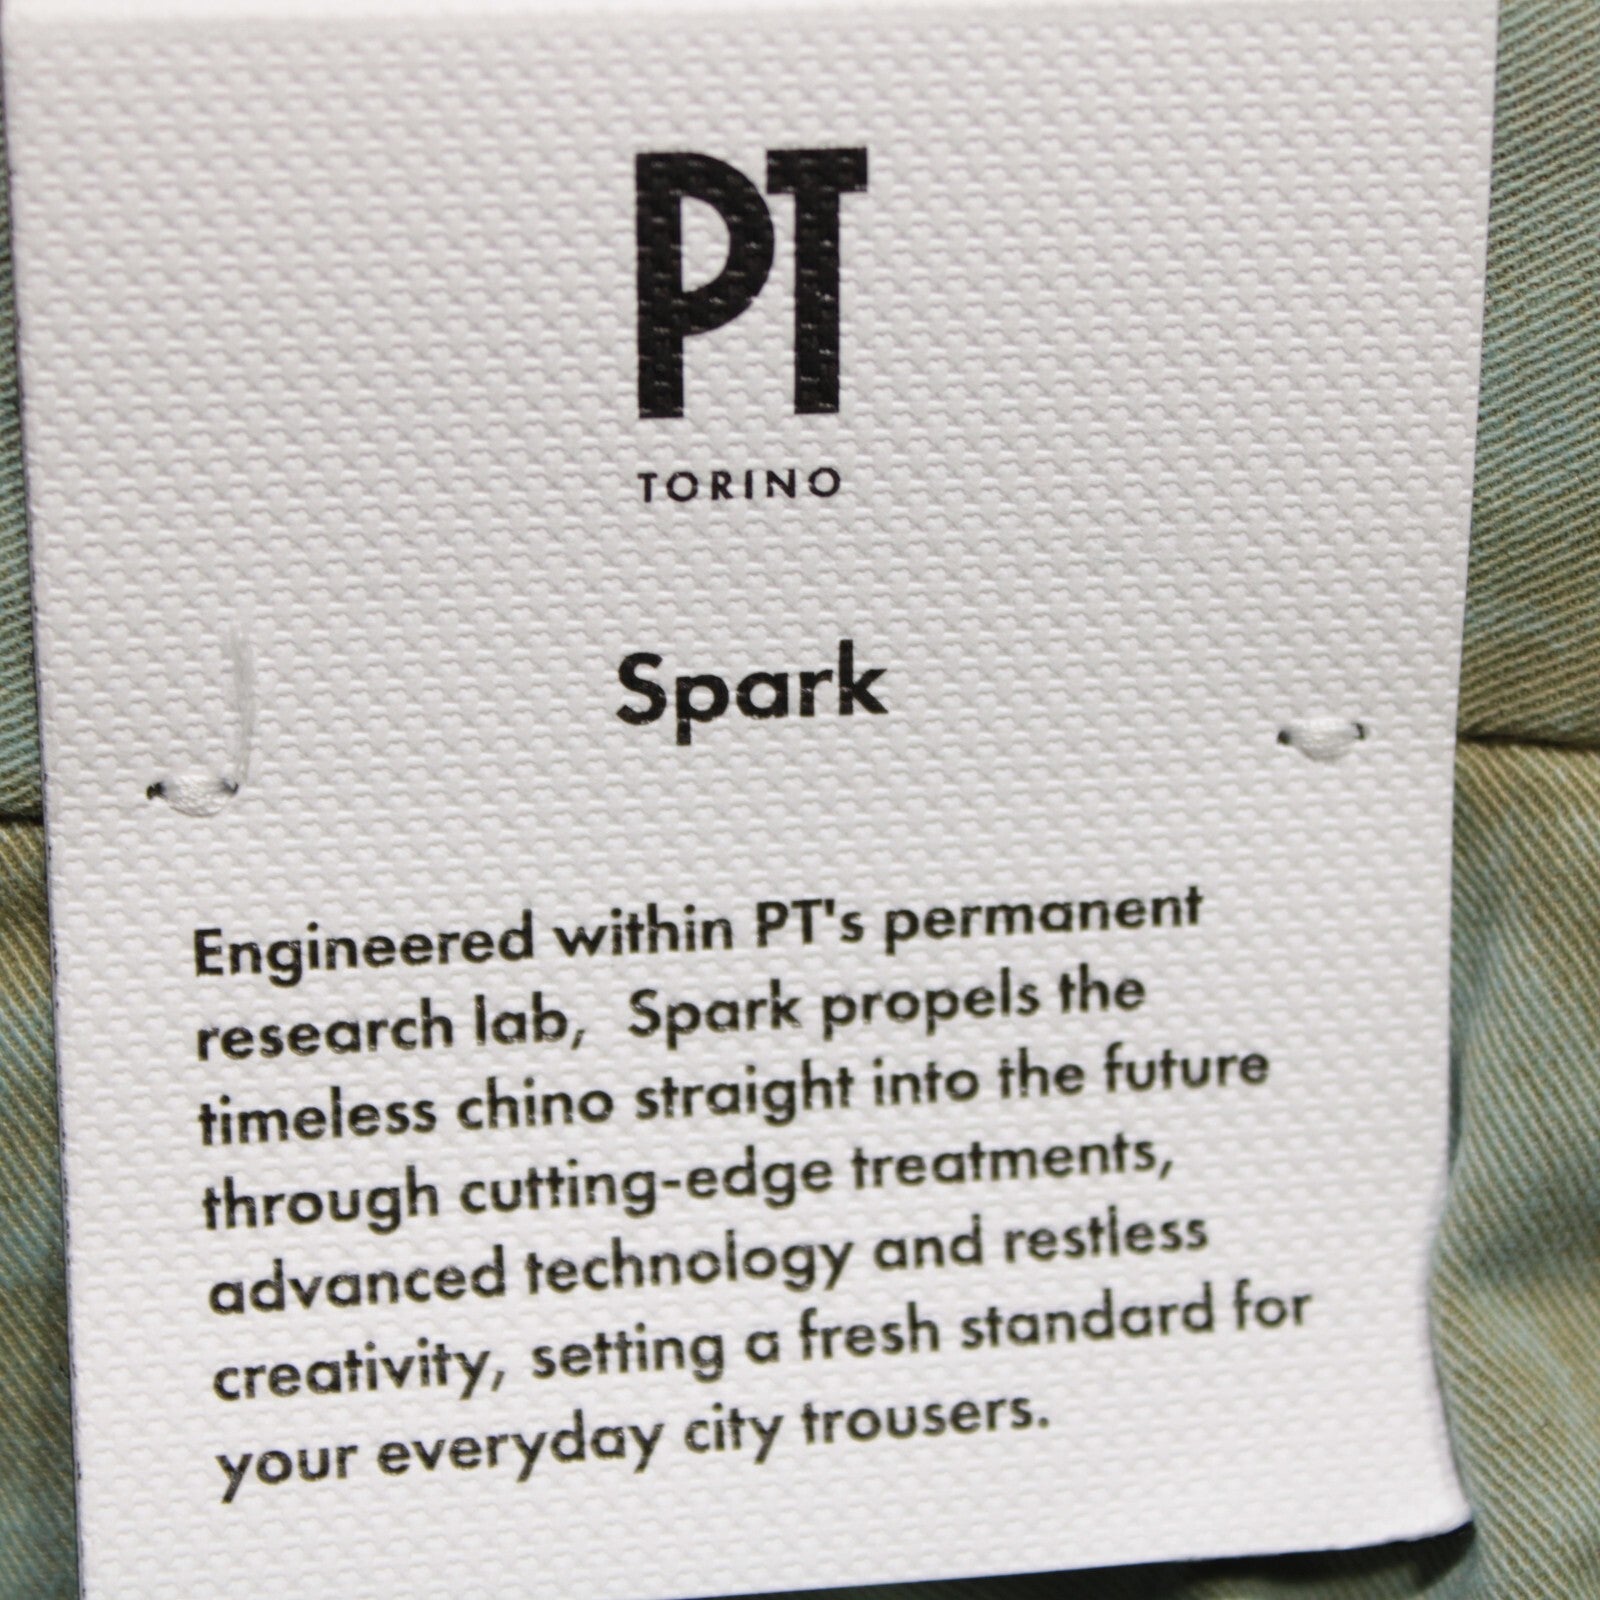 PT
TORINO
Spark
Engineered within PT's permanent
research lab,  Spark propels the
timeless chino straight into the future
through cutting-edge treatments,
advanced technology and restless
creativity, setting a fresh standard for
your everyday city trousers.